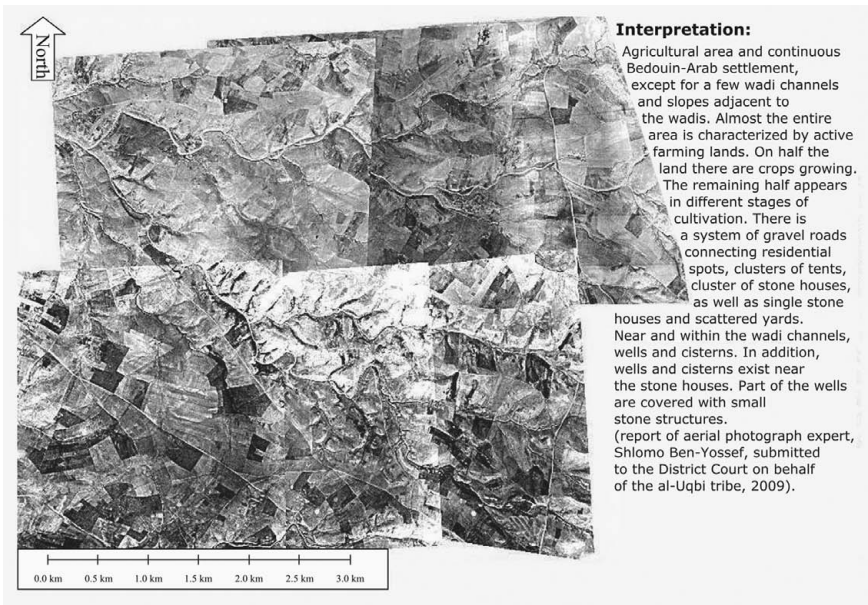 North
Interpretation:
Agricultural area and continuous
Bedouin-Arab settlement,
except for a few wadi channels
and slopes adjacent to
the wadis. Almost the entire
area is characterized by active
farming lands. On half the
land there are crops growing.
The remaining half appears
in different stages of
cultivation. There is
a system of gravel roads
connecting residential
spots, clusters of tents,
cluster of stone houses,
as well as single stone
houses and scattered yards.
Near and within the wadi channels,
wells and cisterns. In addition,
wells and cisterns exist near
the stone houses. Part of the wells
are covered with small
stone structures.
(report of aerial photograph expert,
Shlomo Ben-Yossef, submitted
to the District Court on behalf
of the al-Uqbi tribe, 2009).
0.0 km 0.5 km 1.0 km 1.5 km 2.0 km 2.5 km 3.0 km